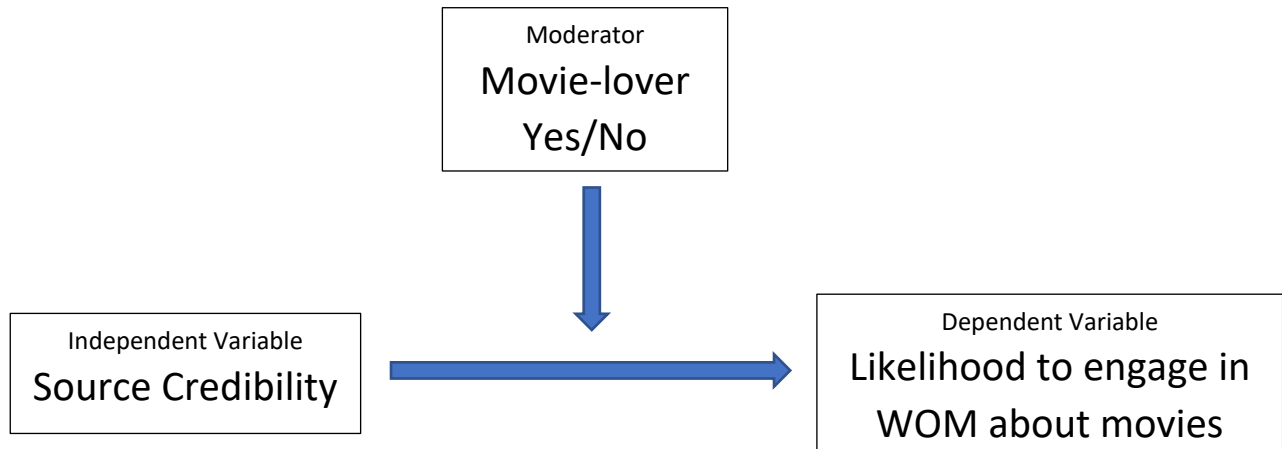 Moderator
Movie-lover
Yes/No
Independent Variable
Source Credibility
Dependent Variable
Likelihood to engage in
WOM about movies